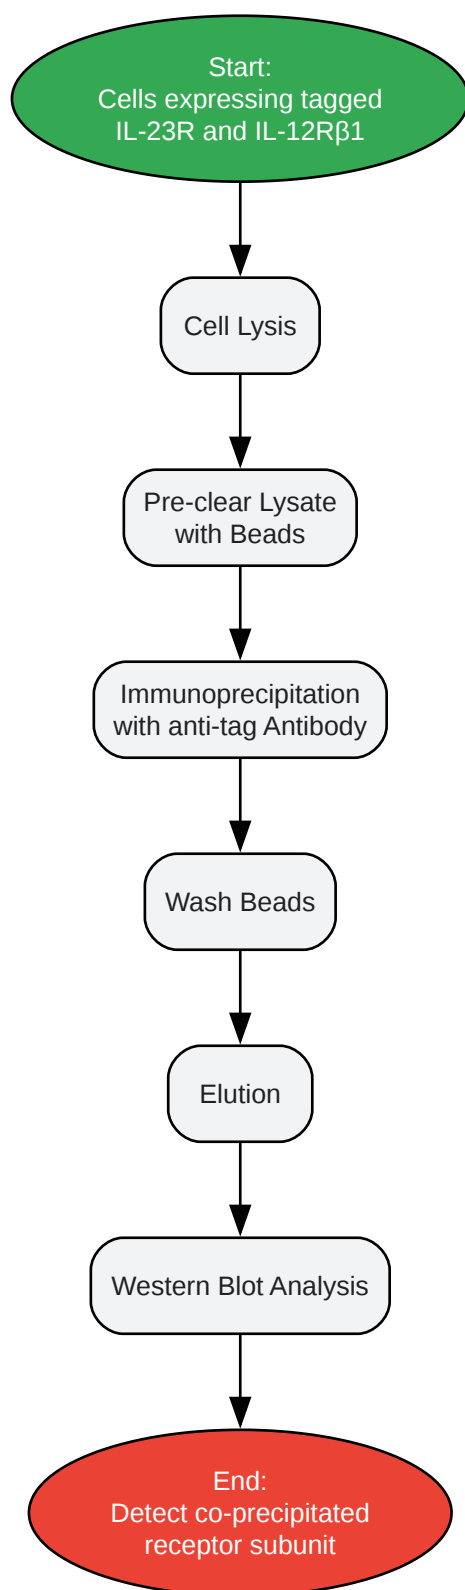 Start:
Cells expressing tagged
IL-23R and IL-12Rβ1
Cell Lysis
Pre-clear Lysate
with Beads
Immunoprecipitation
with anti-tag Antibody
Wash Beads
Elution
Western Blot Analysis
End:
Detect co-precipitated
receptor subunit